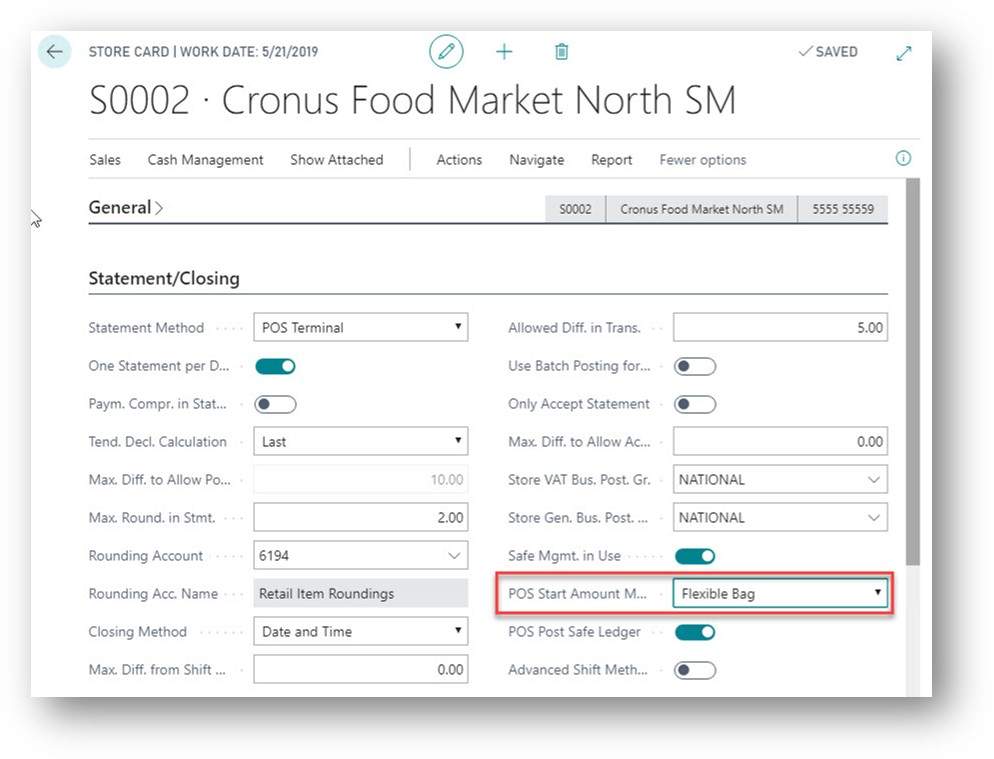 STORE CARD | WORK DATE: 5/21/2019
SAVED
S0002 · Cronus Food Market North SM
Sales Cash Management Show Attached Actions Navigate Report Fewer options
General
S0002 Cronus Food Market North SM 5555 55559
Statement/Closing
Statement Method POS Terminal
One Statement per D...
Paym. Compr. in Stat...
Tend. Decl. Calculation Last
Max. Diff. to Allow Po... 10.00
Max. Round. in Stmt. 2.00
Rounding Account 6194
Rounding Acc. Name Retail Item Roundings
Closing Method Date and Time
Max. Diff. from Shift ... 0.00
Allowed Diff. in Trans. 5.00
Use Batch Posting for...
Only Accept Statement
Max. Diff. to Allow Ac... 0.00
Store VAT Bus. Post. Gr. NATIONAL
Store Gen. Bus. Post. ... NATIONAL
Safe Mgmt. in Use
POS Start Amount M... Flexible Bag
POS Post Safe Ledger
Advanced Shift Meth...